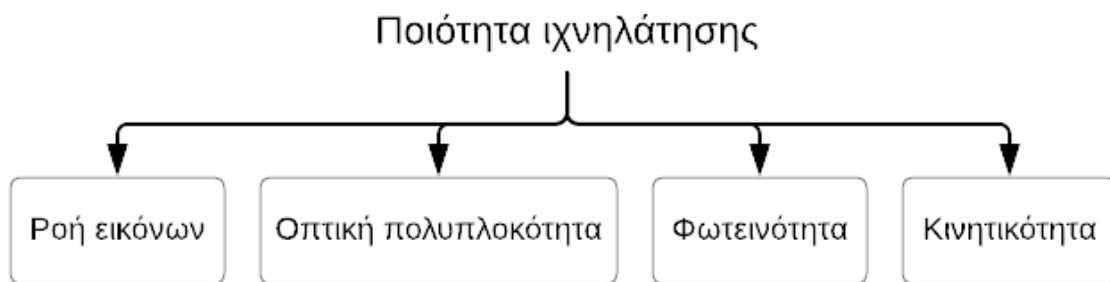 Ποιότητα ιχνηλάτησης
Ροή εικόνων
Οπτική πολυπλοκότητα
Φωτεινότητα
Κινητικότητα